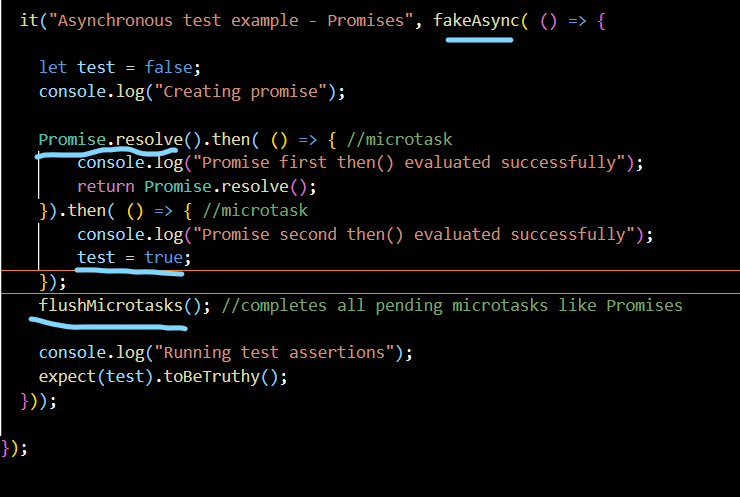 it("Asynchronous test example - Promises", fakeAsync( () => {
let test = false;
console.log("Creating promise");
Promise.resolve().then( () => { //microtask
console.log("Promise first then() evaluated successfully");
return Promise.resolve();
}).then( () => { //microtask
console.log("Promise second then() evaluated successfully");
test = true;
});
flushMicrotasks(); //completes all pending microtasks like Promises
console.log("Running test assertions");
expect(test).toBeTruthy();
}));
});